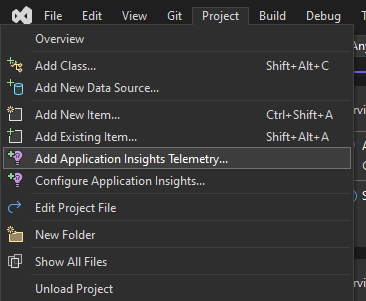 File Edit View Git Project Build Debug
Overview
Add Class... Shift+Alt+C
Add New Data Source...
Add New Item... Ctrl+Shift+A
Add Existing Item... Shift+Alt+A
Add Application Insights Telemetry...
Configure Application Insights...
Edit Project File
New Folder
Show All Files
Unload Project